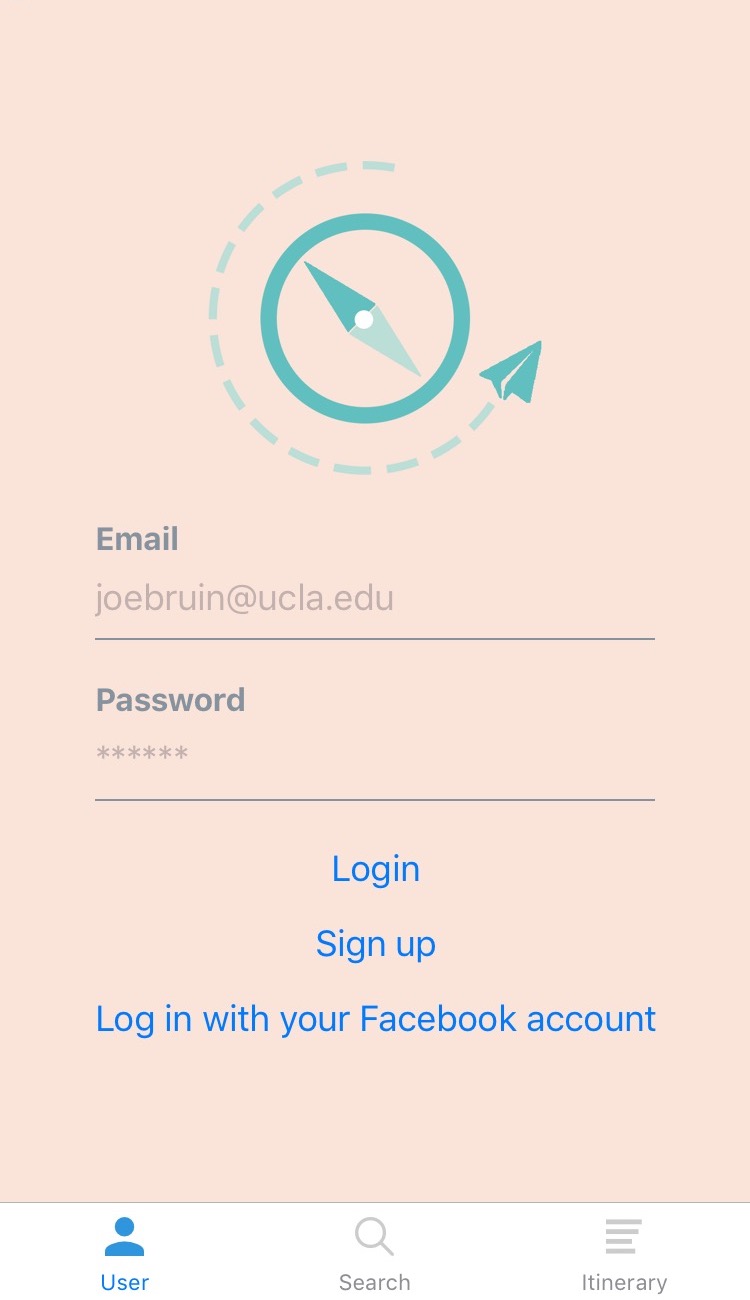 Email
joebruin@ucla.edu
Password
******
Login
Sign up
Log in with your Facebook account
User
Search
Itinerary